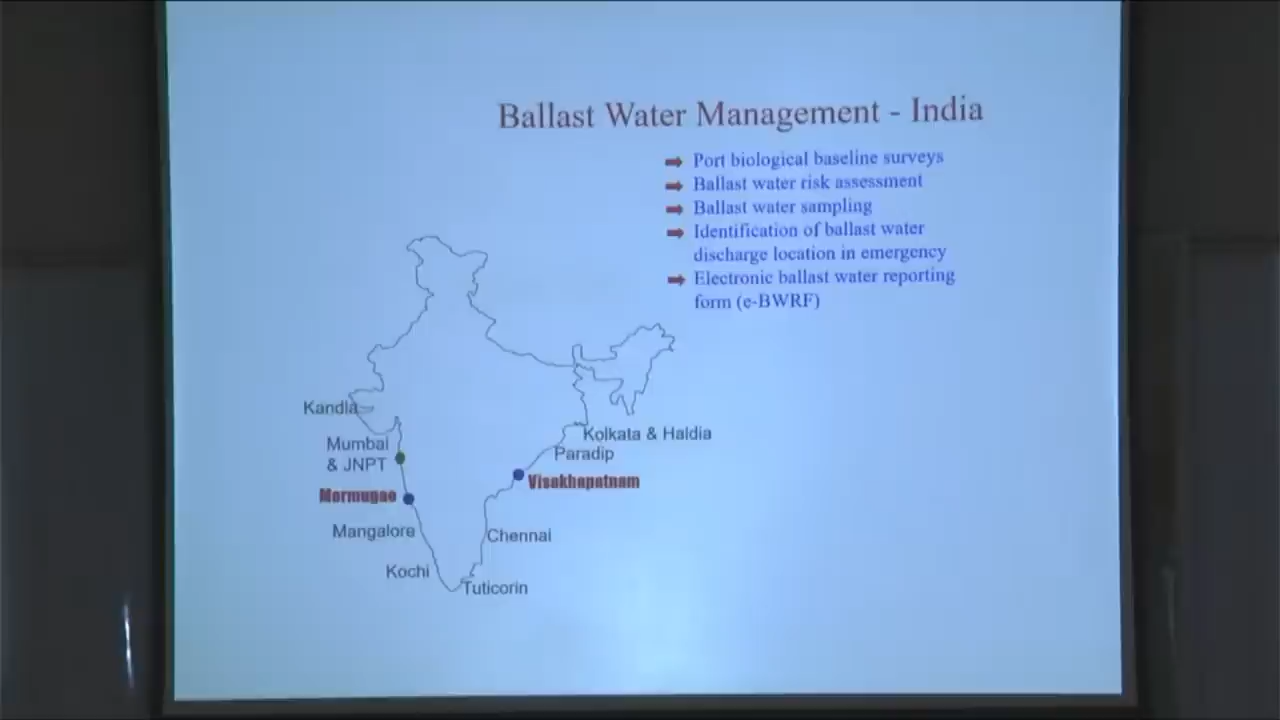 Ballast Water Management - India
Port biological baseline surveys
Ballast water risk assessment
Ballast water sampling
Identification of ballast water
discharge location in emergency
Electronic ballast water reporting
form (e-BWRF)
Kandla
Mumbai
& JNPT
Mormugao
Mangalore
Kochi
Kolkata & Haldia
Paradip
Visakhapatnam
Chennai
Tuticorin